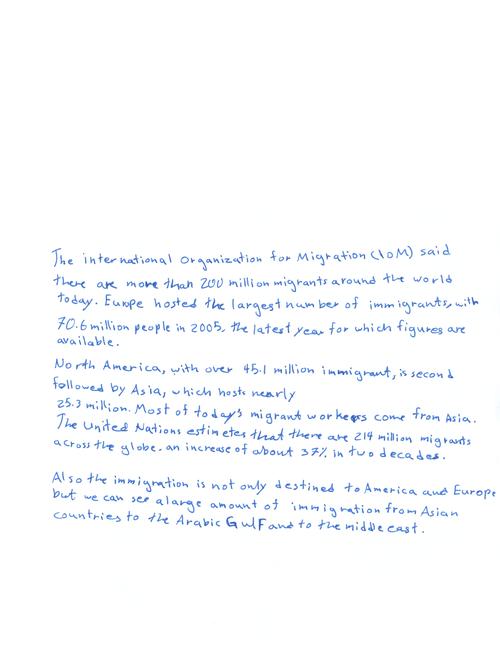 The international Organization for Migration (IOM) said
there are more than 200 million migrants around the world
today. Europe hosted the largest number of immigrants, with
70.6 million people in 2005, the latest year for which figures are
available.
North America, with over 45.1 million immigrant, is second
followed by Asia, which hosts nearly
25.3 million. Most of today's migrant workers come from Asia.
The United Nations estimetes that there are 214 million migrants
across the globe. an increase of about 37% in two decades.
Also the immigration is not only destined to America and Europe
but we can see a large amount of immigration from Asian
countries to the Arabic Gulf and to the middle east.